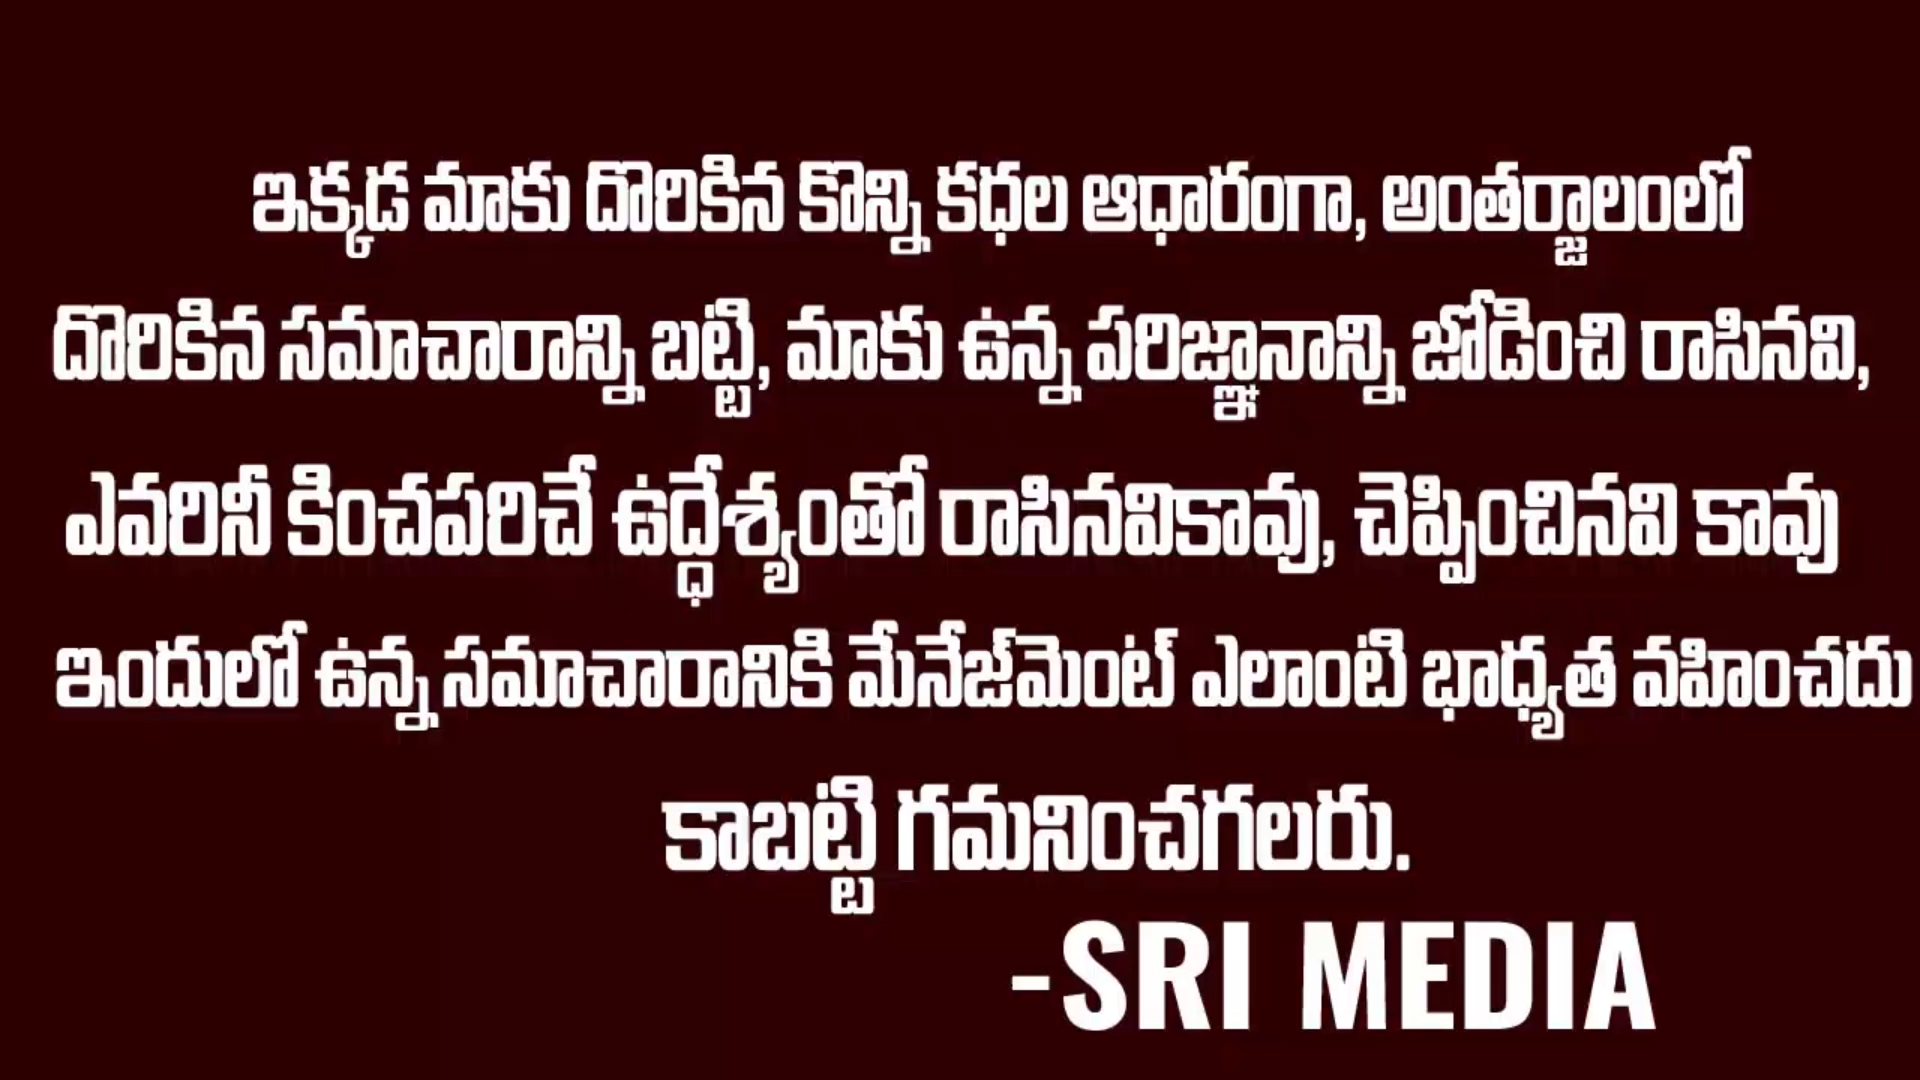 ఇక్కడ మాకు దొరికిన కొన్ని కధల ఆధారంగా, అంతర్జాలంలో
దొరికిన సమాచారాన్ని బట్టి, మాకు ఉన్న పరిజ్ఞానాన్ని జోడించి రాసినవి,
ఎవరినీ కించపరిచే ఉద్ధేశ్యంతో రాసినవికావు, చెప్పించినవి కావు
ఇందులో ఉన్న సమాచారానికి మేనేజ్‌మెంట్ ఎలాంటి భాధ్యత వహించదు
కాబట్టి గమనించగలరు.
-SRI MEDIA